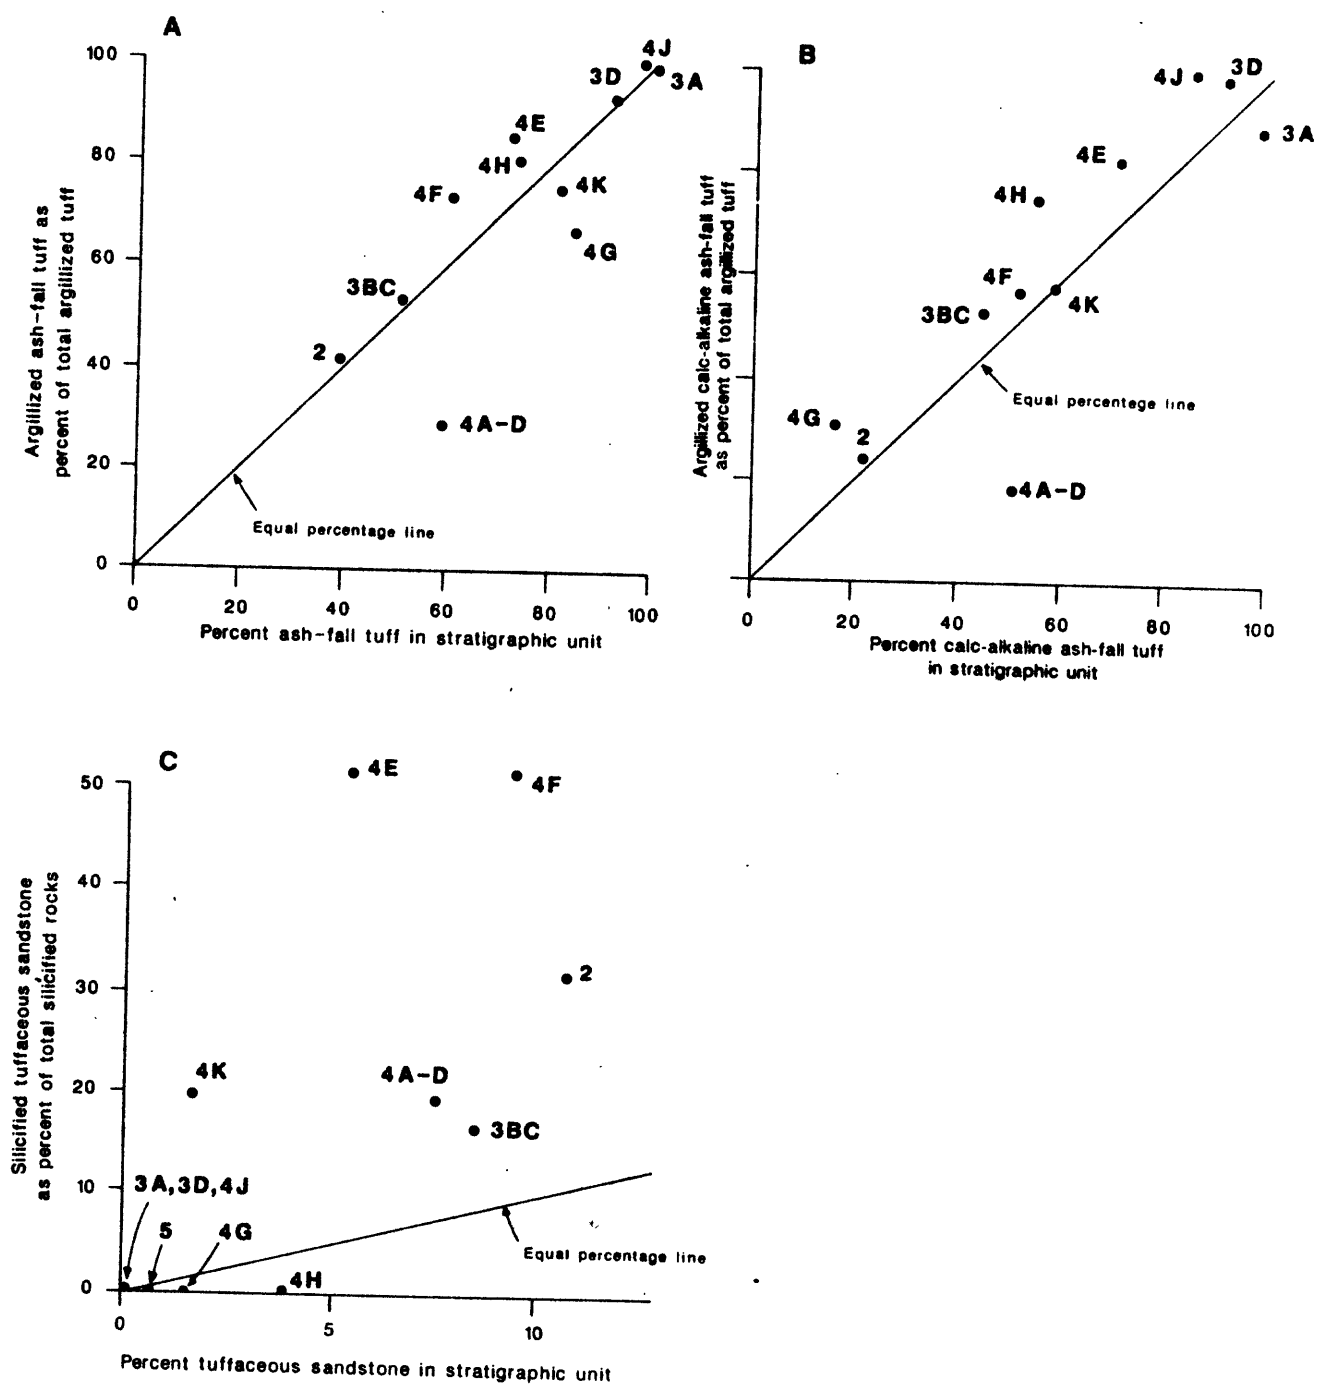 A
100
80
60
40
20
0
Argillized ash-fall tuff as
percent of total argillized tuff
4J
3D
3A
4E
4H
4K
4F
4G
3BC
2
4A-D
Equal percentage line
0 20 40 60 80 100
Percent ash-fall tuff in stratigraphic unit
B
Argillized calc-alkaline ash-fall tuff
as percent of total argillized tuff
4J
3D
3A
4E
4H
4F
4K
3BC
Equal percentege line
4G
2
4A-D
0 20 40 60 80 100
Percent calc-alkaline ash-fall tuff
in stratigraphic unit
C
50
40
30
20
10
0
Silicified tuffaceous sandstone
as percent of total silicified rocks
4E
4F
2
4K
4A-D
3BC
3A,3D,4J
5
4G
4H
Equal percentage line
0 5 10
Percent tuffaceous sandstone in stratigraphic unit